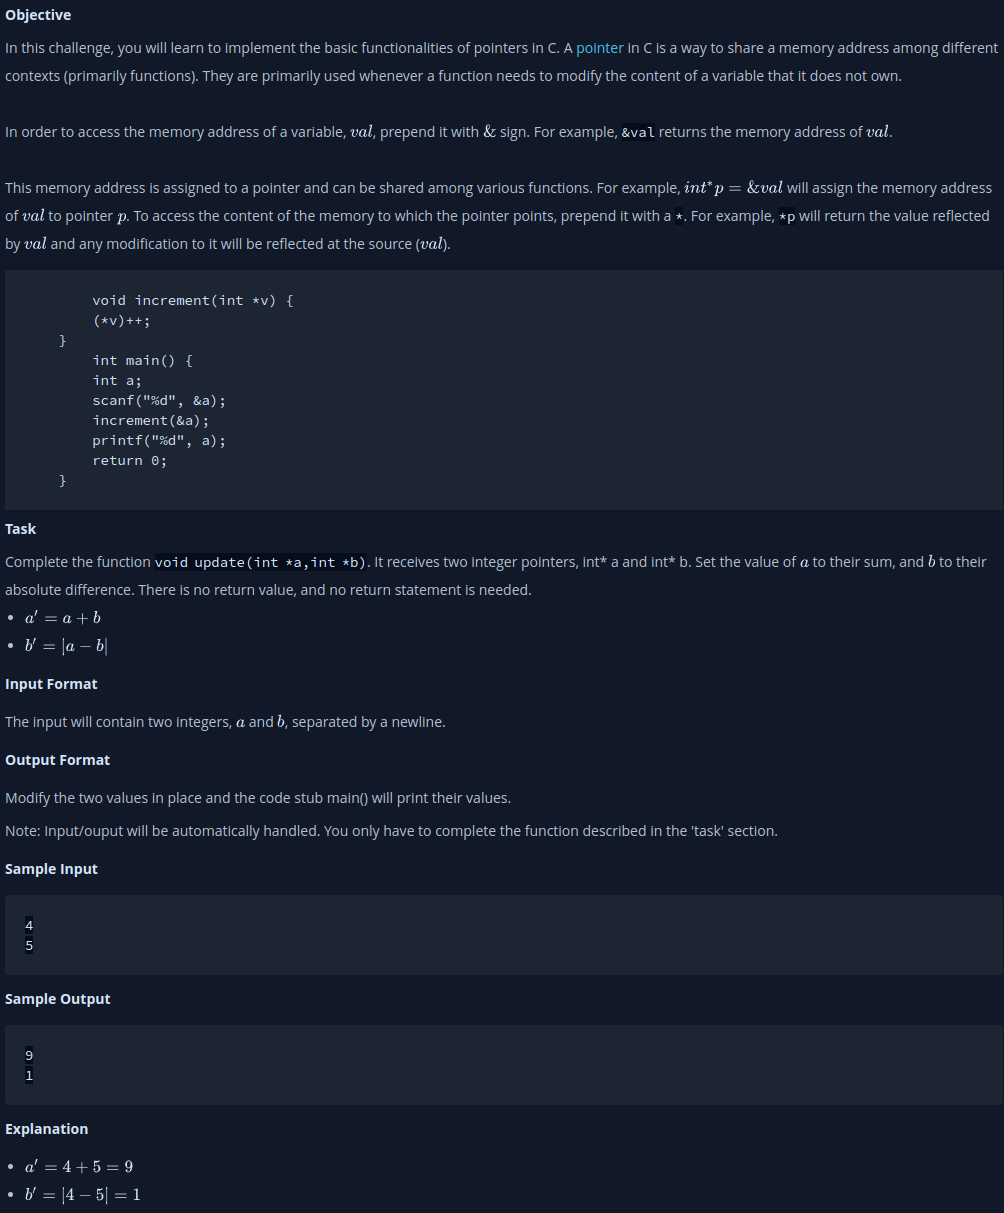 Objective
In this challenge, you will learn to implement the basic functionalities of pointers in C. A pointer in C is a way to share a memory address among different
contexts (primarily functions). They are primarily used whenever a function needs to modify the content of a variable that it does not own.
In order to access the memory address of a variable, val, prepend it with & sign. For example, &val returns the memory address of val.
This memory address is assigned to a pointer and can be shared among various functions. For example, int* p = &val will assign the memory address
of val to pointer p. To access the content of the memory to which the pointer points, prepend it with a *. For example, *p will return the value reflected
by val and any modification to it will be reflected at the source (val).
void increment(int *v) {
(*v)++;
}
int main() {
int a;
scanf("%d", &a);
increment(&a);
printf("%d", a);
return 0;
}
Task
Complete the function void update(int *a,int *b). It receives two integer pointers, int* a and int* b. Set the value of a to their sum, and b to their
absolute difference. There is no return value, and no return statement is needed.
• a′ = a + b
• b′ = |a − b|
Input Format
The input will contain two integers, a and b, separated by a newline.
Output Format
Modify the two values in place and the code stub main() will print their values.
Note: Input/ouput will be automatically handled. You only have to complete the function described in the 'task' section.
Sample Input
4
5
Sample Output
9
1
Explanation
• a′ = 4 + 5 = 9
• b′ = |4 − 5| = 1